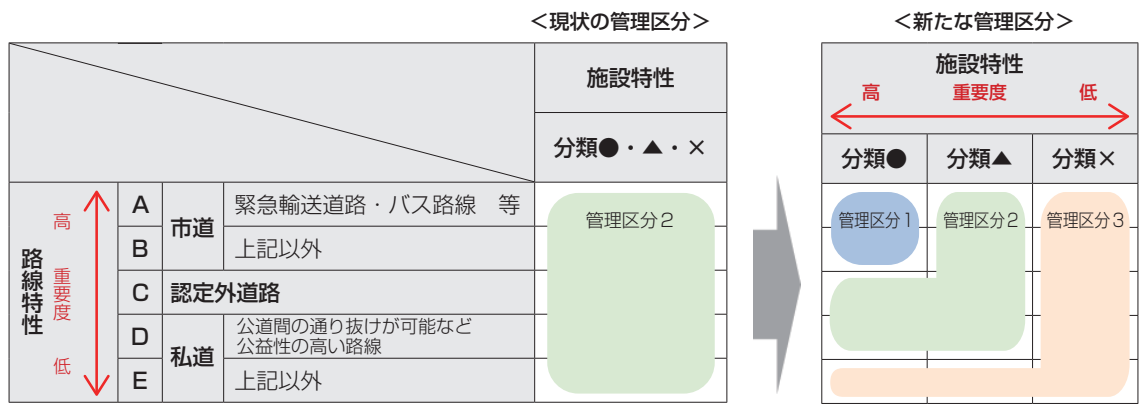 ＜現状の管理区分＞
施設特性
分類●・▲・×
路線特性
高
重要度
低
A
市道
緊急輸送道路・バス路線　等
B
上記以外
C
認定外道路
D
私道
公道間の通り抜けが可能など
公益性の高い路線
E
上記以外
管理区分２
＜新たな管理区分＞
施設特性
高
重要度
低
分類●
分類▲
分類×
管理区分１
管理区分２
管理区分３